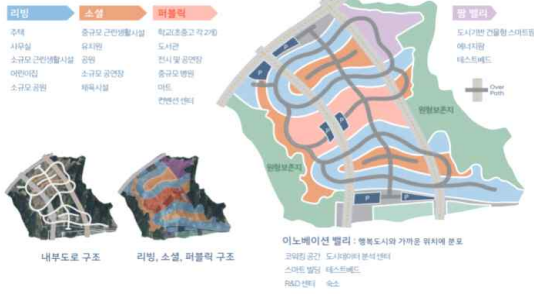 리빙
주택
사무실
소규모 근린생활시설
어린이집
소규모 공원
소셜
중규모 근린생활시설
유치원
공원
소규모 공연장
체육시설
퍼블릭
학교(초중고 각 2개)
도서관
전시 및 공연장
중규모 병원
마트
컨벤션 센터
팜 밸리
도시기반 건물형 스마트팜
에너지팜
테스트베드
Over
Path
P
P
P
원형보존지
원형보존지
P
P
내부도로 구조
리빙, 소셜, 퍼블릭 구조
이노베이션 밸리 : 행복도시와 가까운 위치에 분포
코워킹 공간 도시데이터 분석 센터
스마트 빌딩 테스트베드
R&D 센터 숙소